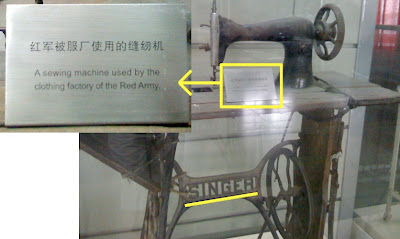 红军被服厂使用的缝纫机
A sewing machine used by the
clothing factory of the Red Army.
SINGER